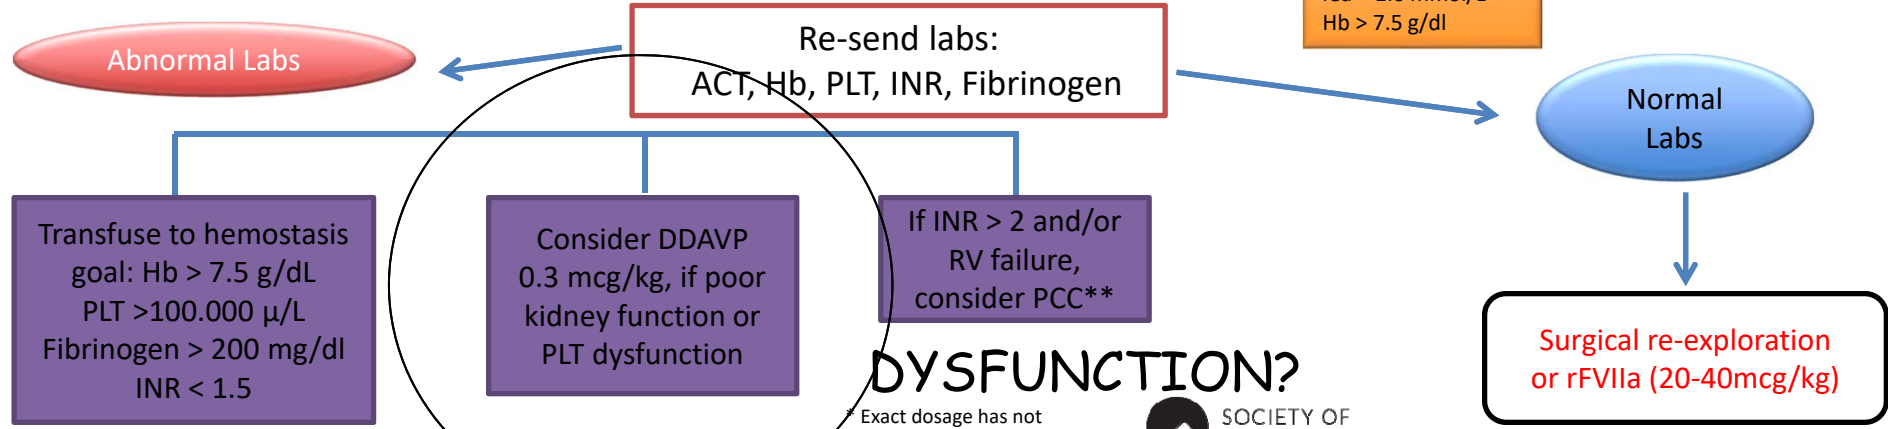 Hb > 7.5 g/dl
Abnormal Labs
Re-send labs:
ACT, Hb, PLT, INR, Fibrinogen
Normal
Labs
Transfuse to hemostasis
goal: Hb > 7.5 g/dL
PLT >100.000 μ/L
Fibrinogen > 200 mg/dl
INR < 1.5
Consider DDAVP
0.3 mcg/kg, if poor
kidney function or
PLT dysfunction
If INR > 2 and/or
RV failure,
consider PCC**
DYSFUNCTION?
* Exact dosage has not
SOCIETY OF
Surgical re-exploration
or rFVIIa (20-40mcg/kg)